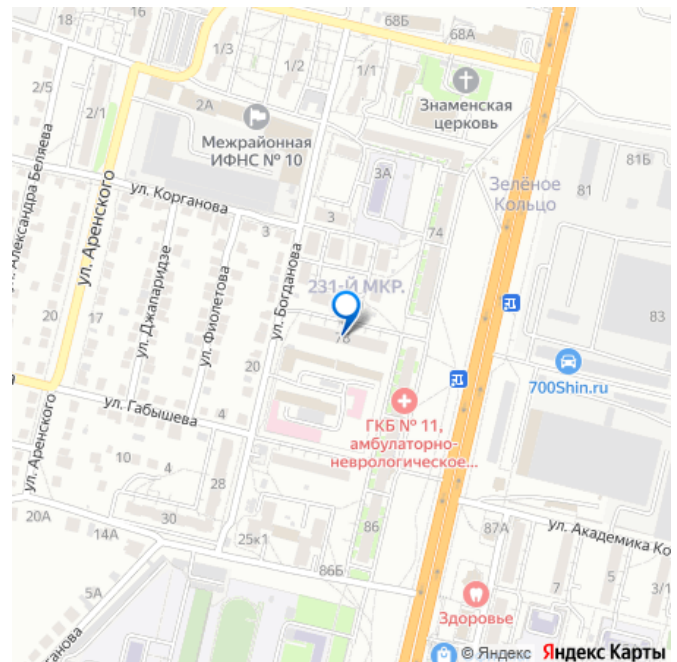 16
68Б
68А
1/3
1/2
1/1
2/5
2/1
2А
Знаменская
церковь
Межрайонная
ИФНС № 10
ул. Александра Беляева
3А
81Б
81
Зелёное
Кольцо
ул. Корганова
3
3
74
ул. Аренского
ул. Джапаридзе
ул. Фиолетова
ул. Богданова
231-Й МКР.
83
20
17
78
20
700Shin.ru
ул. Габышева
4
ГКБ № 11,
амбулаторно-
неврологическое...
ул. Аренского
10
4
28
20А
14А
30
25к1
86
87А
ул. Академика Ко
86Б
5А
7
5
3/1
Здоровье
ганова
© Яндекс Яндекс Карты